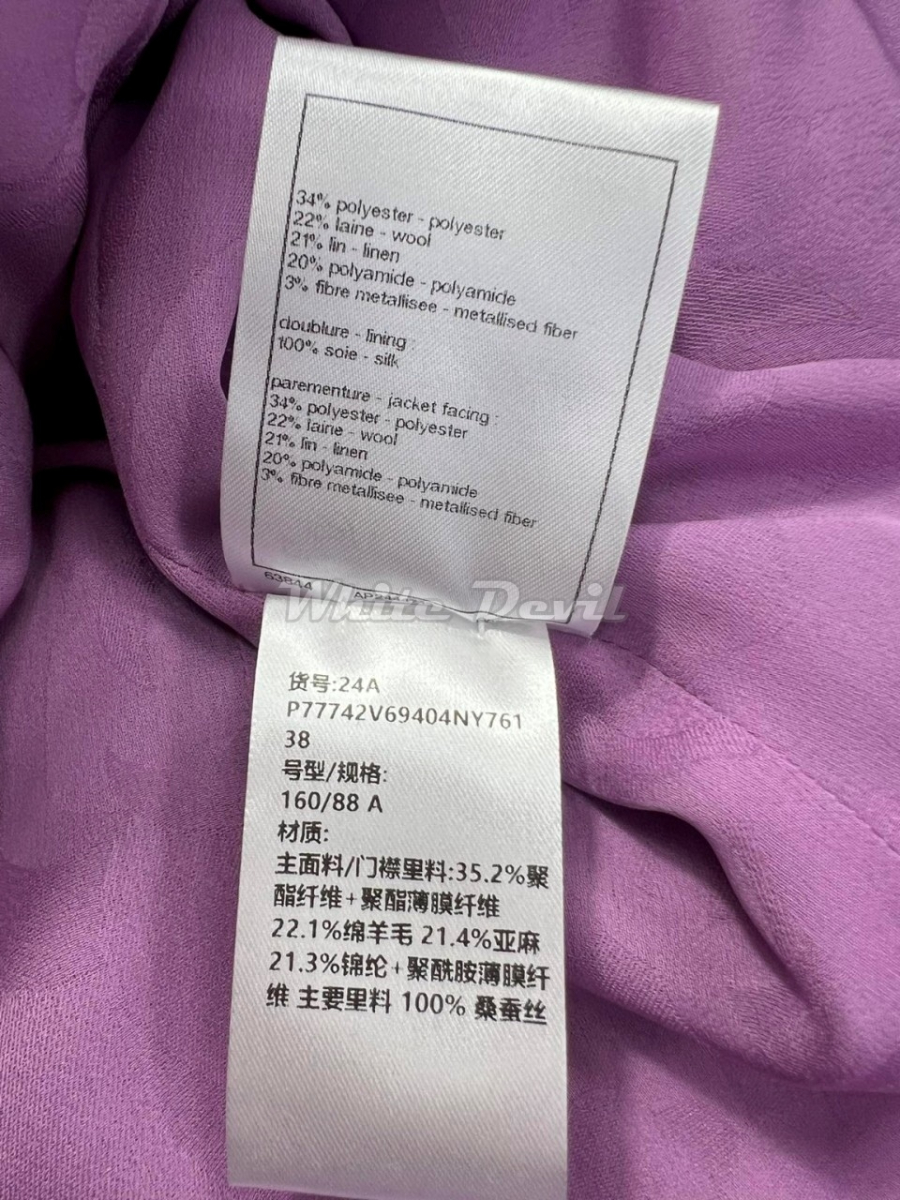 34% polyester - polyester
22% laine - wool
21% lin - linen
20% polyamide - polyamide
3% fibre metallisee - metallised fiber
doublure - lining :
100% soie - silk
parementure - jacket facing :
34% polyester - polyester
22% laine - wool
21% lin - linen
20% polyamide - polyamide
3% fibre metallisee - metallised fiber
63844
White Devil
货号:24A
P77742V69404NY761
38
号型/规格:
160/88 A
材质:
主面料/门襟里料:35.2%聚
酯纤维+聚酯薄膜纤维
22.1%绵羊毛 21.4%亚麻
21.3%锦纶+聚酰胺薄膜纤
维 主要里料 100% 桑蚕丝